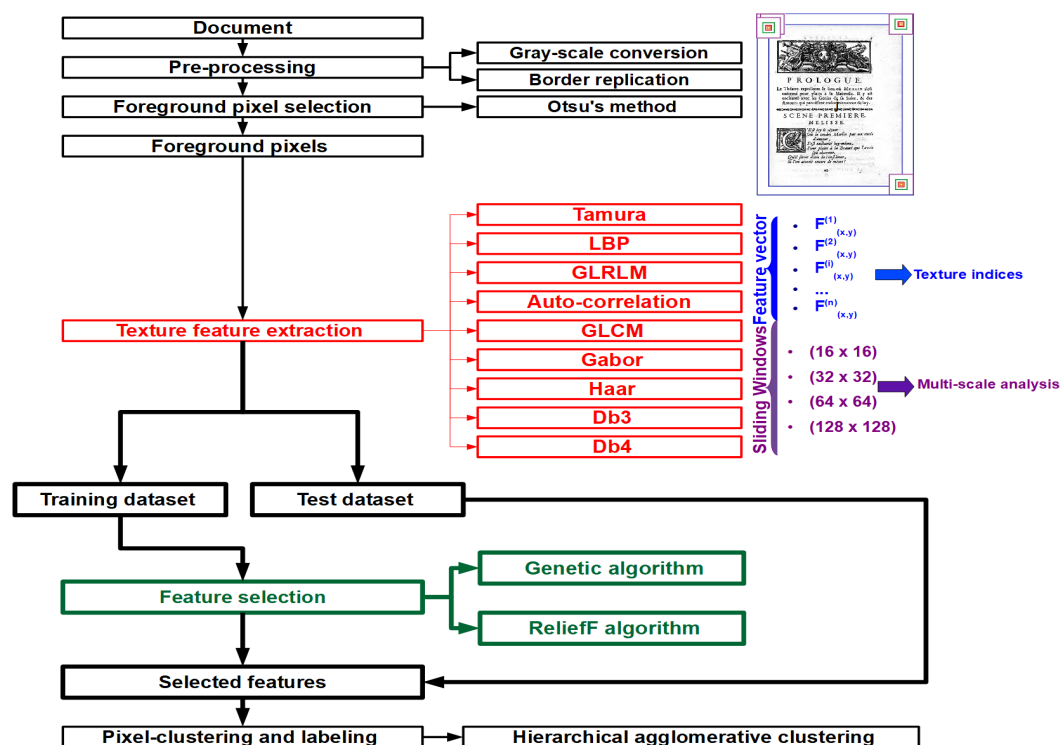 Document
Pre-processing
Gray-scale conversion
Border replication
Foreground pixel selection
Otsu's method
Foreground pixels
PROLOGUE
SCENE PREMIERE
MELISSE
Texture feature extraction
Tamura
LBP
GLRLM
Auto-correlation
GLCM
Gabor
Haar
Db3
Db4
Feature vector
• F(1)(x,y)
• F(2)(x,y)
• F(i)(x,y)
• ...
• F(n)(x,y)
Texture indices
Sliding Windows
• (16 x 16)
• (32 x 32)
• (64 x 64)
• (128 x 128)
Multi-scale analysis
Training dataset
Test dataset
Feature selection
Genetic algorithm
ReliefF algorithm
Selected features
Pixel-clustering and labeling
Hierarchical agglomerative clustering